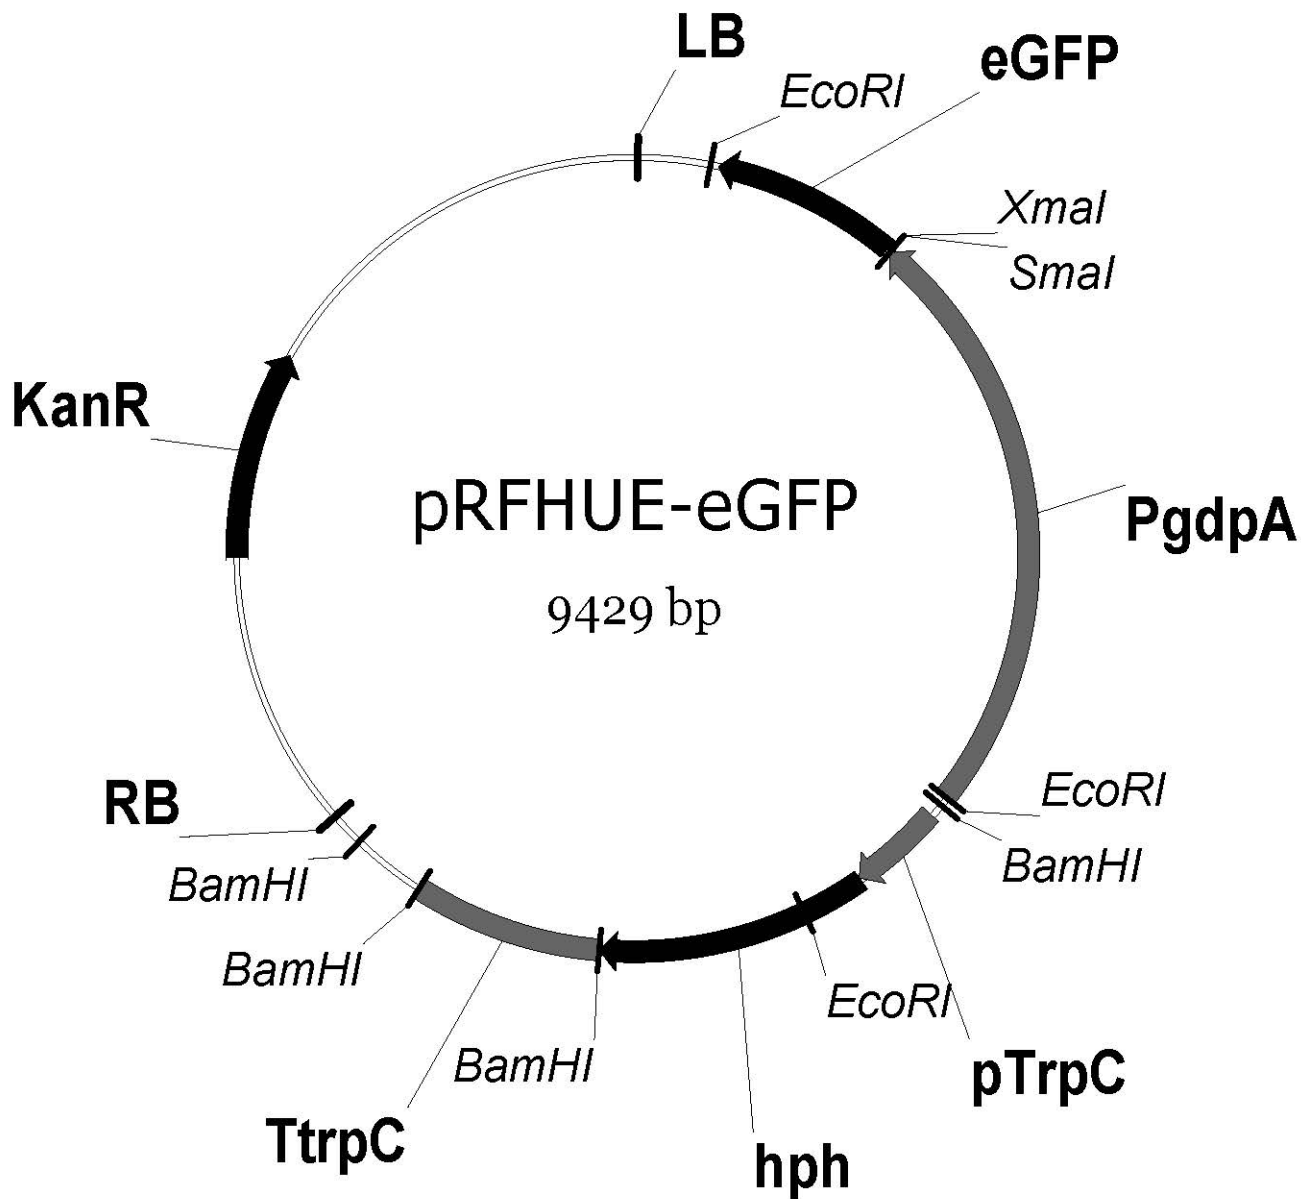 LB
eGFP
EcoRI
XmaI
SmaI
KanR
pRFHUE-eGFP
PgdpA
9429 bp
EcoRI
RB
BamHI
BamHI
BamHI
EcoRI
BamHI
pTrpC
TtrpC
hph